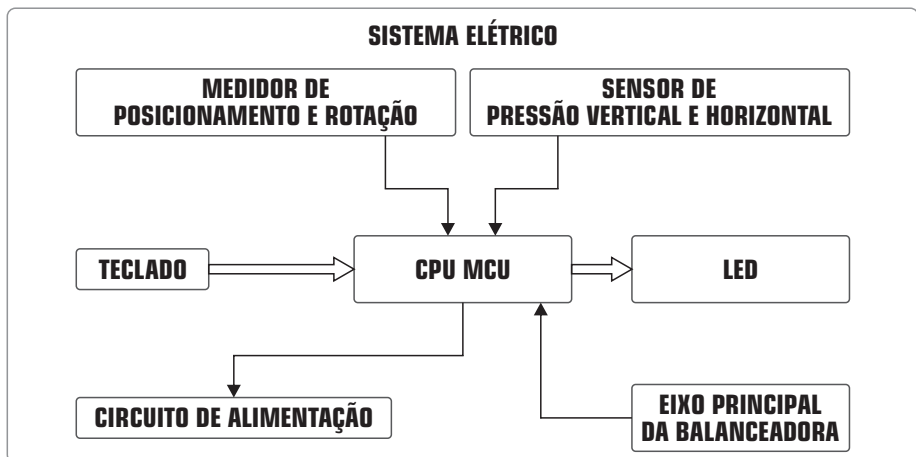 SISTEMA ELÉTRICO
MEDIDOR DE
POSICIONAMENTO E ROTAÇÃO
SENSOR DE
PRESSÃO VERTICAL E HORIZONTAL
TECLADO
CPU MCU
LED
CIRCUITO DE ALIMENTAÇÃO
EIXO PRINCIPAL
DA BALANCEADORA